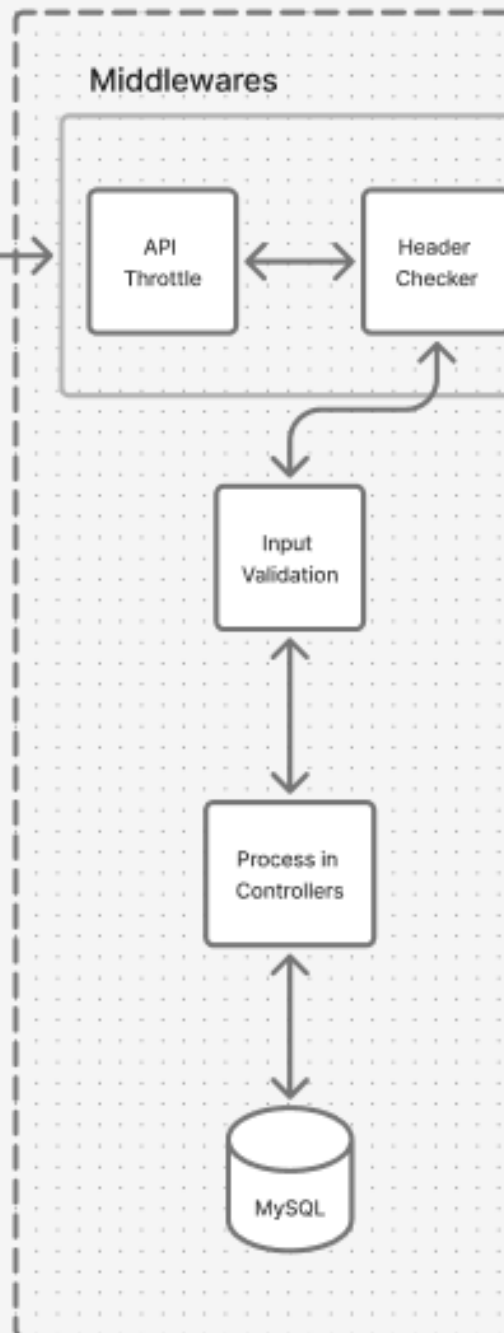 Middlewares
API
Throttle
Header
Checker
Input
Validation
Process in
Controllers
MySQL